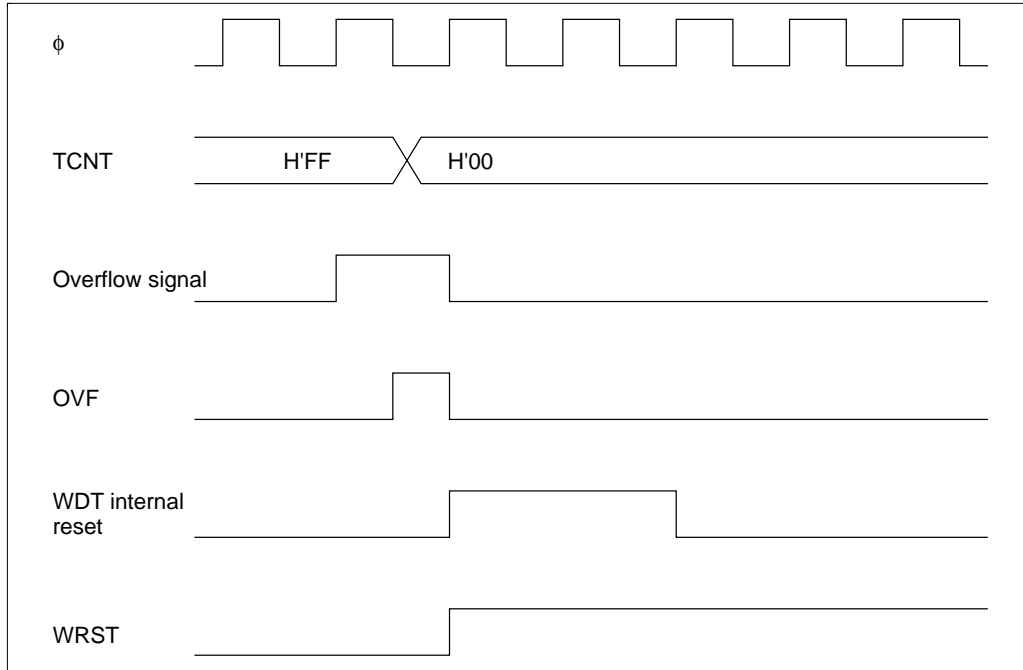 ϕ
TCNT
H'FF
H'00
Overflow signal
OVF
WDT internal
reset
WRST